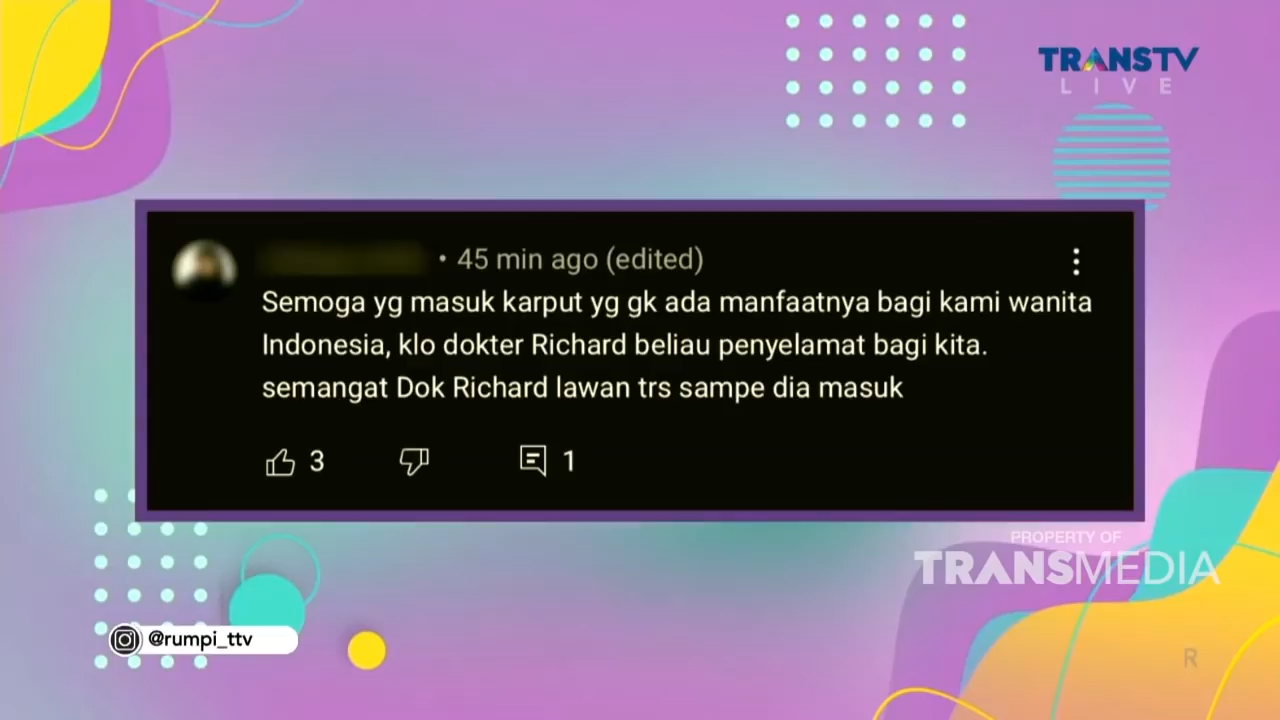 TRANSTV
LIVE
• 45 min ago (edited)
Semoga yg masuk karput yg gk ada manfaatnya bagi kami wanita
Indonesia, klo dokter Richard beliau penyelamat bagi kita.
semangat Dok Richard lawan trs sampe dia masuk
3
1
PROPERTY OF
TRANSMEDIA
@rumpi_ttv
R